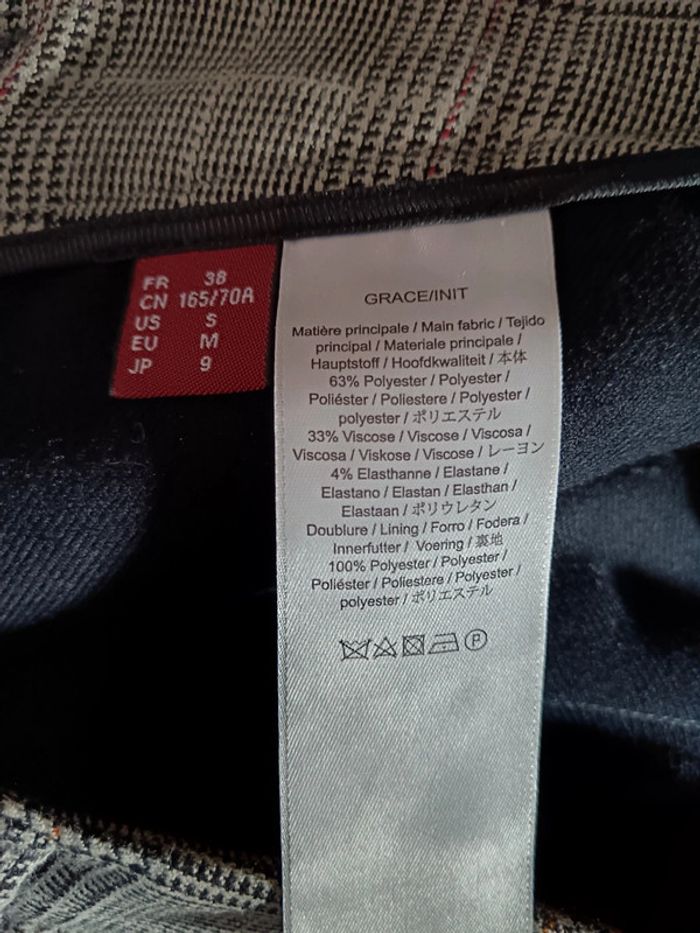 FR 38
CN 165/70A
US S
EU M
JP 9
GRACE/INIT
Matière principale / Main fabric / Tejido
principal / Materiale principale /
Hauptstoff / Hoofdkwaliteit / 本体
63% Polyester / Polyester /
Poliéster / Poliestere / Polyester /
polyester / ポリエステル
33% Viscose / Viscose / Viscosa /
Viscosa / Viskose / Viscose / レーヨン
4% Elasthanne / Elastane /
Elastano / Elastan / Elasthan /
Elastaan / ポリウレタン
Doublure / Lining / Forro / Fodera /
Innerfutter / Voering / 裏地
100% Polyester / Polyester /
Poliéster / Poliestere / Polyester /
polyester / ポリエステル
P